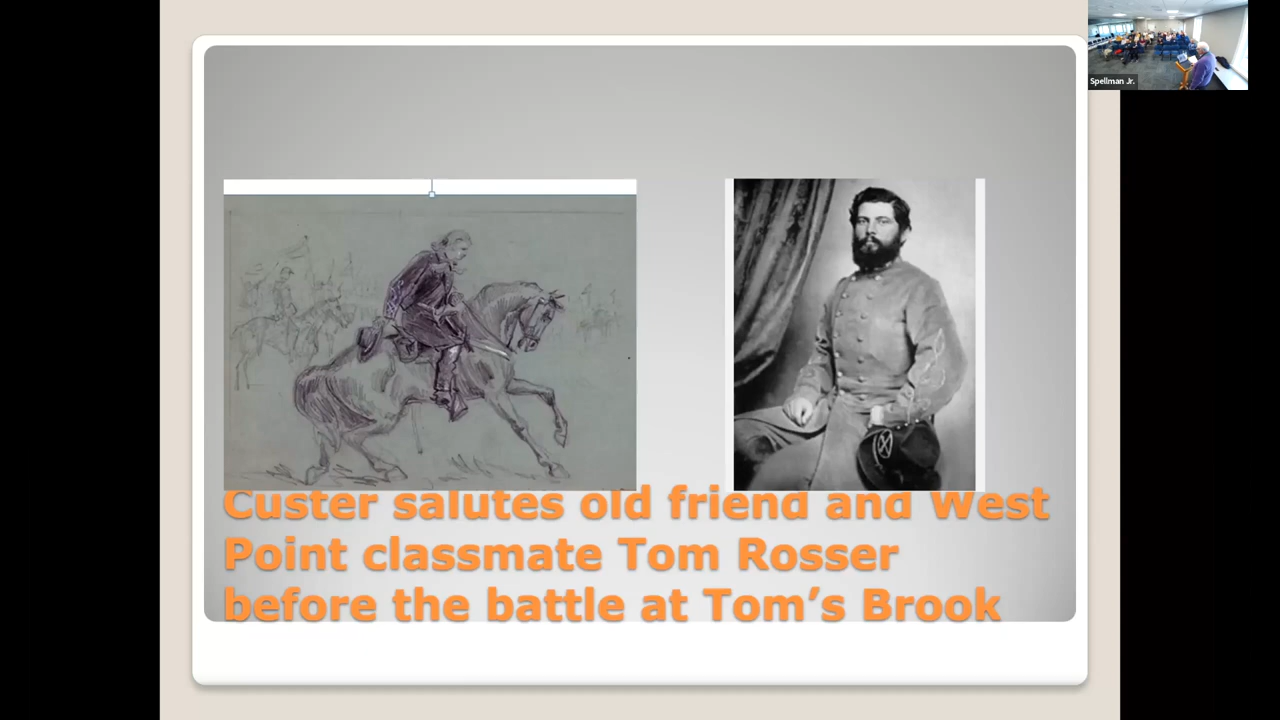 Spellman Jr.
Custer salutes old friend and West
Point classmate Tom Rosser
before the battle at Tom’s Brook